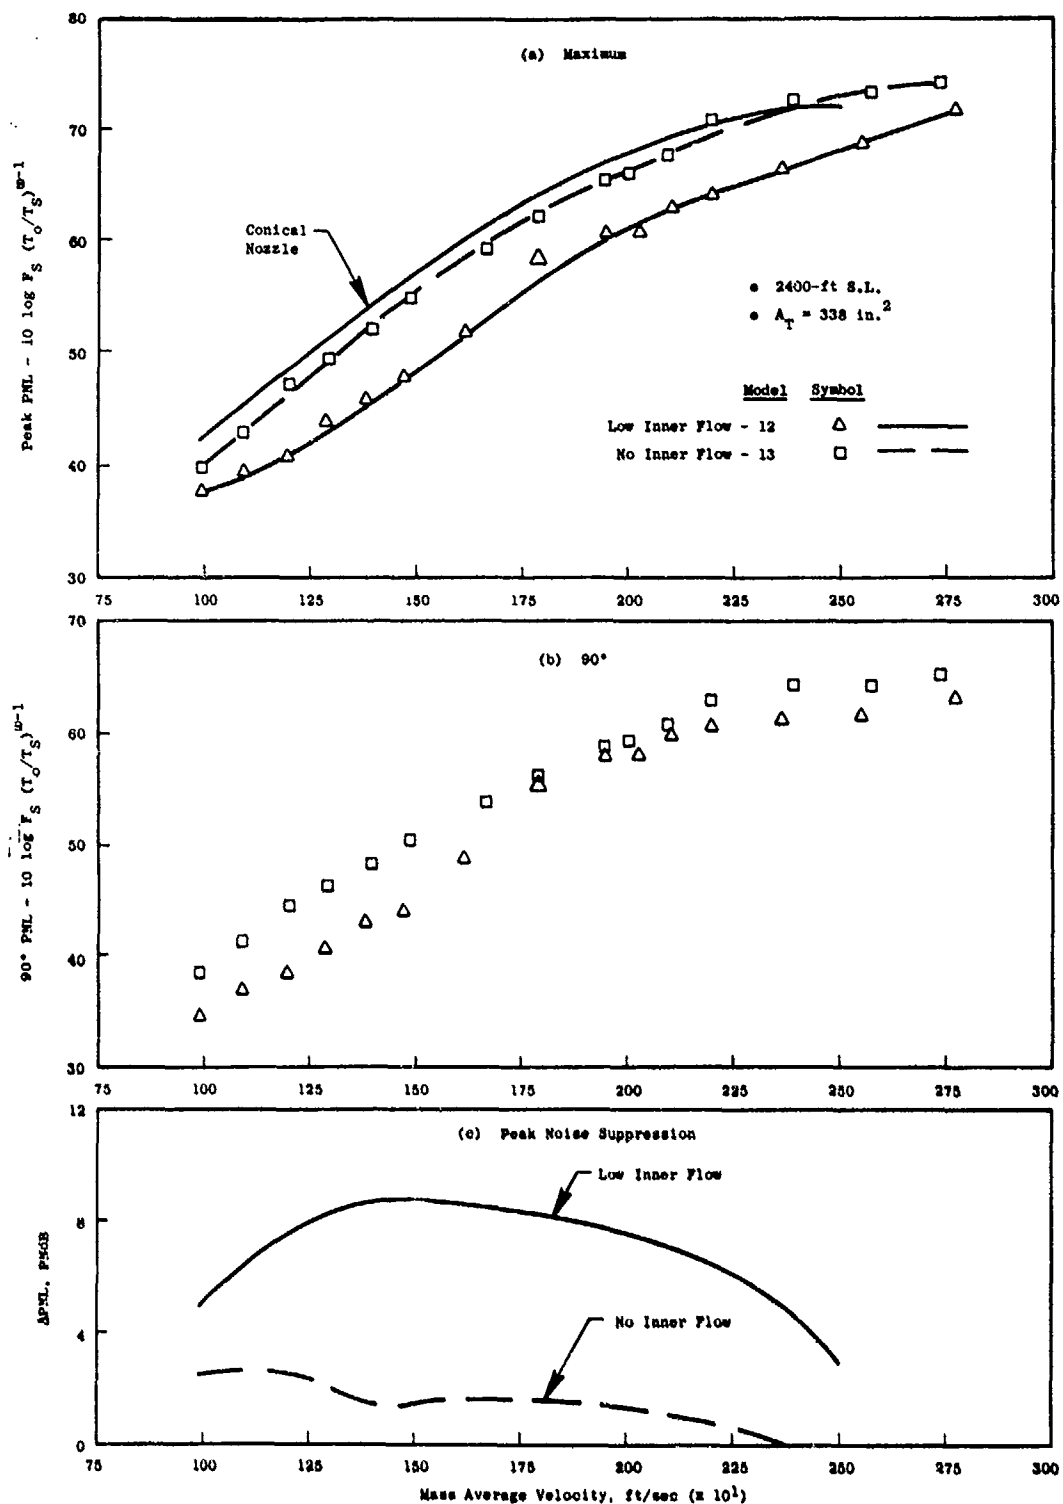 80
70
60
50
40
30
Peak PNL - 10 log F_S (T_o/T_S)^ω-1
(a) Maximum
Conical
Nozzle
• 2400-ft S.L.
• A_T = 338 in.²
Model Symbol
Low Inner Flow - 12 △
No Inner Flow - 13 □
75 100 125 150 175 200 225 250 275 300
70
60
50
40
30
90° PNL - 10 log F_S (T_o/T_S)^ω-1
(b) 90°
75 100 125 150 175 200 225 250 275 300
12
8
4
0
ΔPNL, PNdB
(c) Peak Noise Suppression
Low Inner Flow
No Inner Flow
75 100 125 150 175 200 225 250 275 300
Mass Average Velocity, ft/sec (x 10¹)